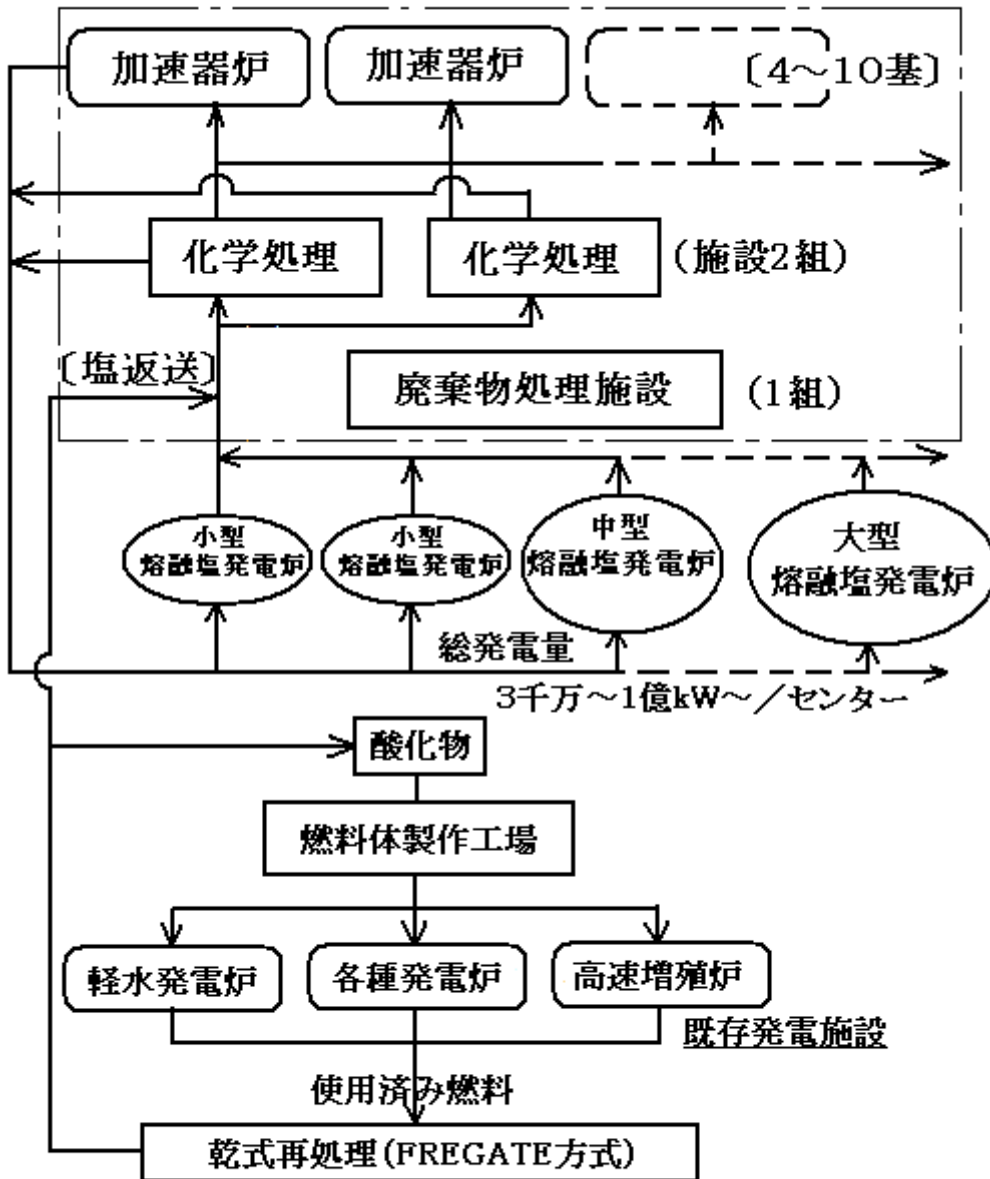 加速器炉
加速器炉
〔4～10基〕
化学処理
化学処理
(施設2組)
〔塩返送〕
廃棄物処理施設
(1組)
小型
熔融塩発電炉
小型
熔融塩発電炉
中型
熔融塩発電炉
大型
熔融塩発電炉
総発電量
3千万～1億kW～／センター
酸化物
燃料体製作工場
軽水発電炉
各種発電炉
高速増殖炉
既存発電施設
使用済み燃料
乾式再処理(FREGATE方式)